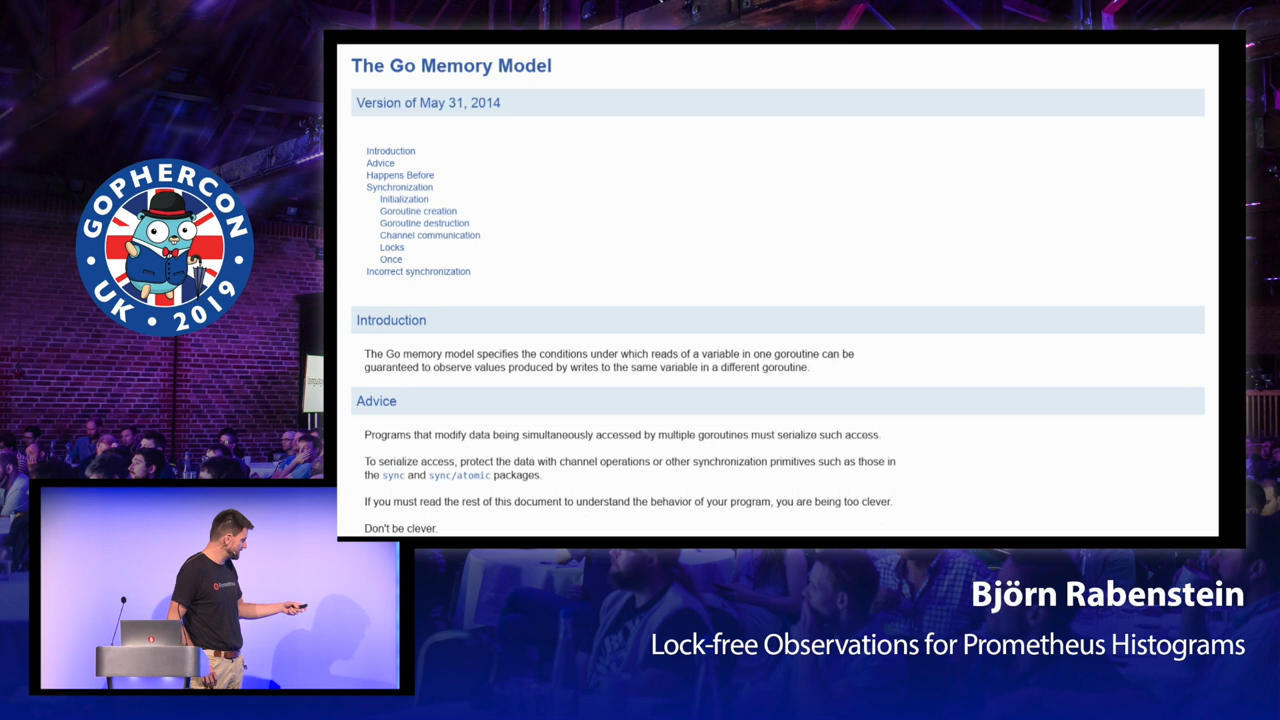 The Go Memory Model
Version of May 31, 2014
Introduction
Advice
Happens Before
Synchronization
Initialization
Goroutine creation
Goroutine destruction
Channel communication
Locks
Once
Incorrect synchronization
Introduction
The Go memory model specifies the conditions under which reads of a variable in one goroutine can be
guaranteed to observe values produced by writes to the same variable in a different goroutine.
Advice
Programs that modify data being simultaneously accessed by multiple goroutines must serialize such access.
To serialize access, protect the data with channel operations or other synchronization primitives such as those in
the sync and sync/atomic packages.
If you must read the rest of this document to understand the behavior of your program, you are being too clever.
Don't be clever.
GOPHERCON
UK • 2019
Prometheus
Björn Rabenstein
Lock-free Observations for Prometheus Histograms